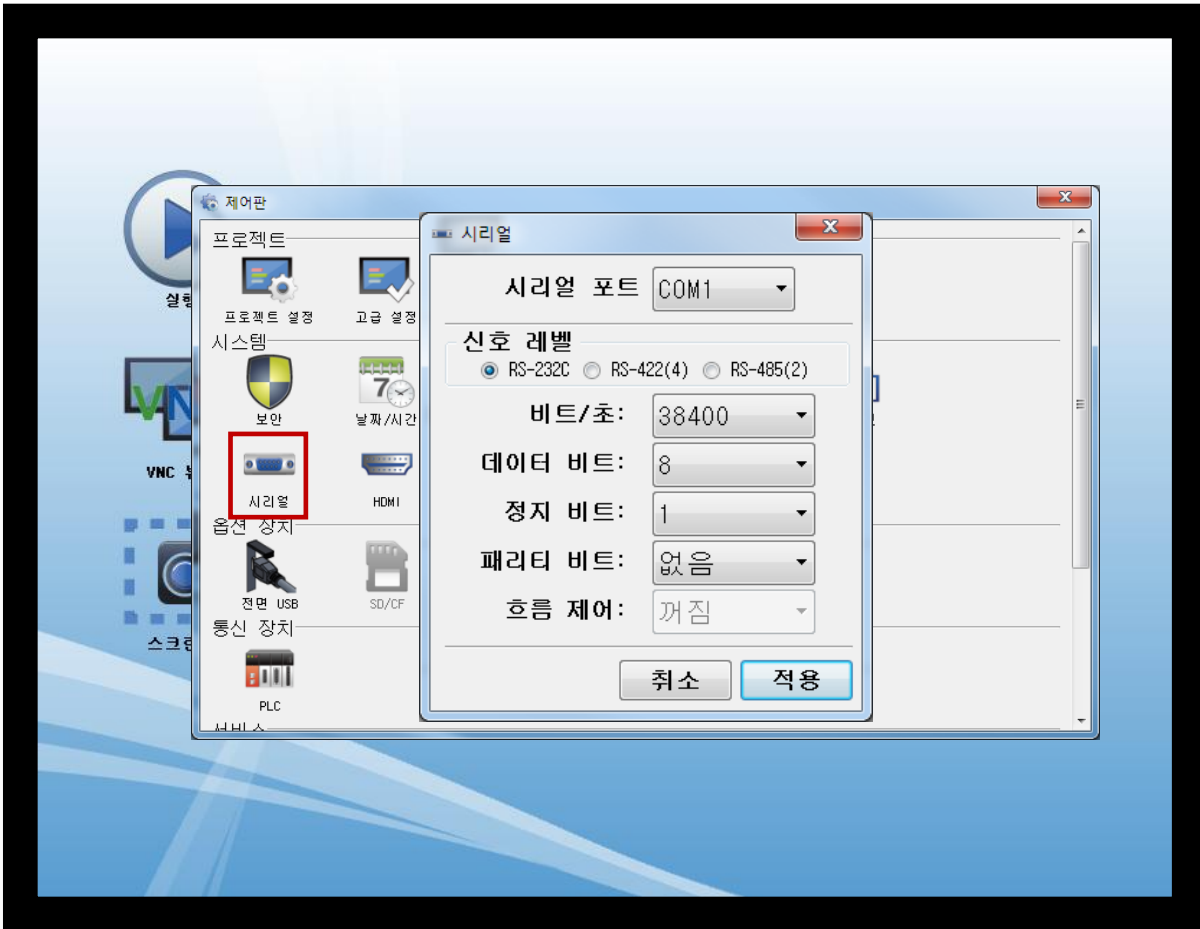 제어판
프로젝트
프로젝트 설정
고급 설정
시스템
보안
날짜/시간
시리얼
HDMI
옵션 장치
전면 USB
SD/CF
통신 장치
PLC
서비스
VNC
시리얼
시리얼 포트 COM1
신호 레벨
RS-232C RS-422(4) RS-485(2)
비트/초: 38400
데이터 비트: 8
정지 비트: 1
패리티 비트: 없음
흐름 제어: 꺼짐
취소 적용